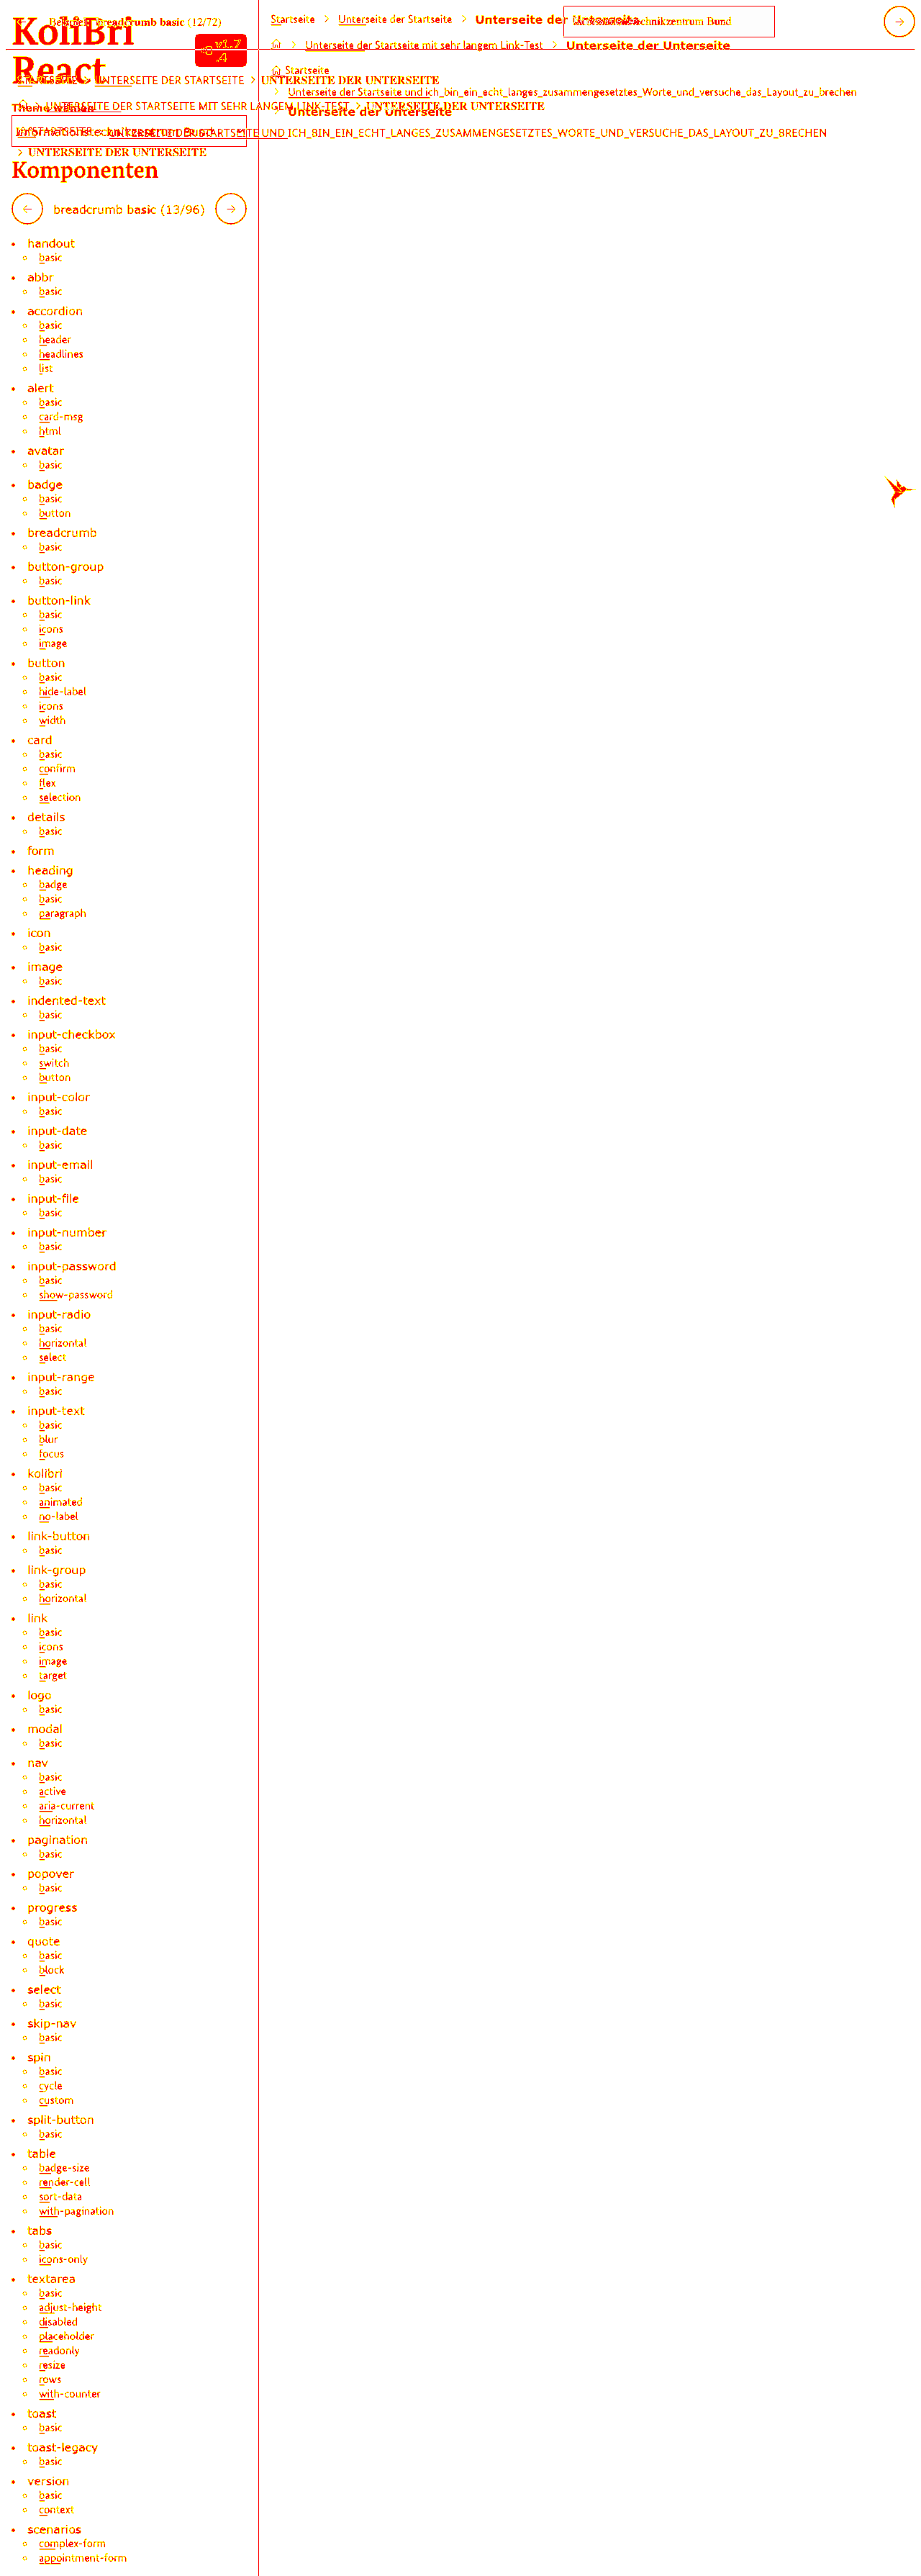 KoliBri
React
v1.7
.4
Beispiel breadcrumb basic (12/72)
Startseite Unterseite der Startseite Unterseite der Unterseite
Unterseite der Startseite mit sehr langem Link-Test Unterseite der Unterseite
Startseite
Unterseite der Startseite und ich_bin_ein_echt_langes_zusammengesetztes_Worte_und_versuche_das_Layout_zu_brechen
Unterseite der Unterseite
STARTSEITE UNTERSEITE DER STARTSEITE UNTERSEITE DER UNTERSEITE
UNTERSEITE DER STARTSEITE MIT SEHR LANGEM LINK-TEST UNTERSEITE DER UNTERSEITE
STARTSEITE
UNTERSEITE DER STARTSEITE UND ICH_BIN_EIN_ECHT_LANGES_ZUSAMMENGESETZTES_WORTE_UND_VERSUCHE_DAS_LAYOUT_ZU_BRECHEN
UNTERSEITE DER UNTERSEITE
Komponenten
breadcrumb basic (13/96)
handout
basic
abbr
basic
accordion
basic
header
headlines
list
alert
basic
card-msg
html
avatar
basic
badge
basic
button
breadcrumb
basic
button-group
basic
button-link
basic
icons
image
button
basic
hide-label
icons
width
card
basic
confirm
flex
selection
details
basic
form
heading
badge
basic
paragraph
icon
basic
image
basic
indented-text
basic
input-checkbox
basic
switch
button
input-color
basic
input-date
basic
input-email
basic
input-file
basic
input-number
basic
input-password
basic
show-password
input-radio
basic
horizontal
select
input-range
basic
input-text
basic
blur
focus
kolibri
basic
animated
no-label
link-button
basic
link-group
basic
horizontal
link
basic
icons
image
target
logo
basic
modal
basic
nav
basic
active
aria-current
horizontal
pagination
basic
popover
basic
progress
basic
quote
basic
block
select
basic
skip-nav
basic
spin
basic
cycle
custom
split-button
basic
table
badge-size
render-cell
sort-data
with-pagination
tabs
basic
icons-only
textarea
basic
adjust-height
disabled
placeholder
readonly
resize
rows
with-counter
toast
basic
toast-legacy
basic
version
basic
context
scenarios
complex-form
appointment-form